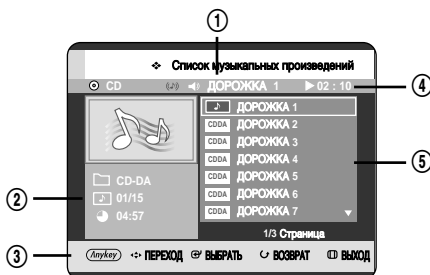 ①
❖ Список музыкапьных произведений
CD ДОРОЖКА 1 ▶ 02 : 10
④
♪ ДОРОЖКА 1
CDDA ДОРОЖКА 2
CDDA ДОРОЖКА 3
CDDA ДОРОЖКА 4
⑤
CDDA ДОРОЖКА 5
CD-DA
CDDA ДОРОЖКА 6
② 01/15
CDDA ДОРОЖКА 7 ▼
04:57
1/3 Страница
③ Anykey ПЕРЕХОД ВЫБРАТЬ ВОЗВРАТ ВЫХОД